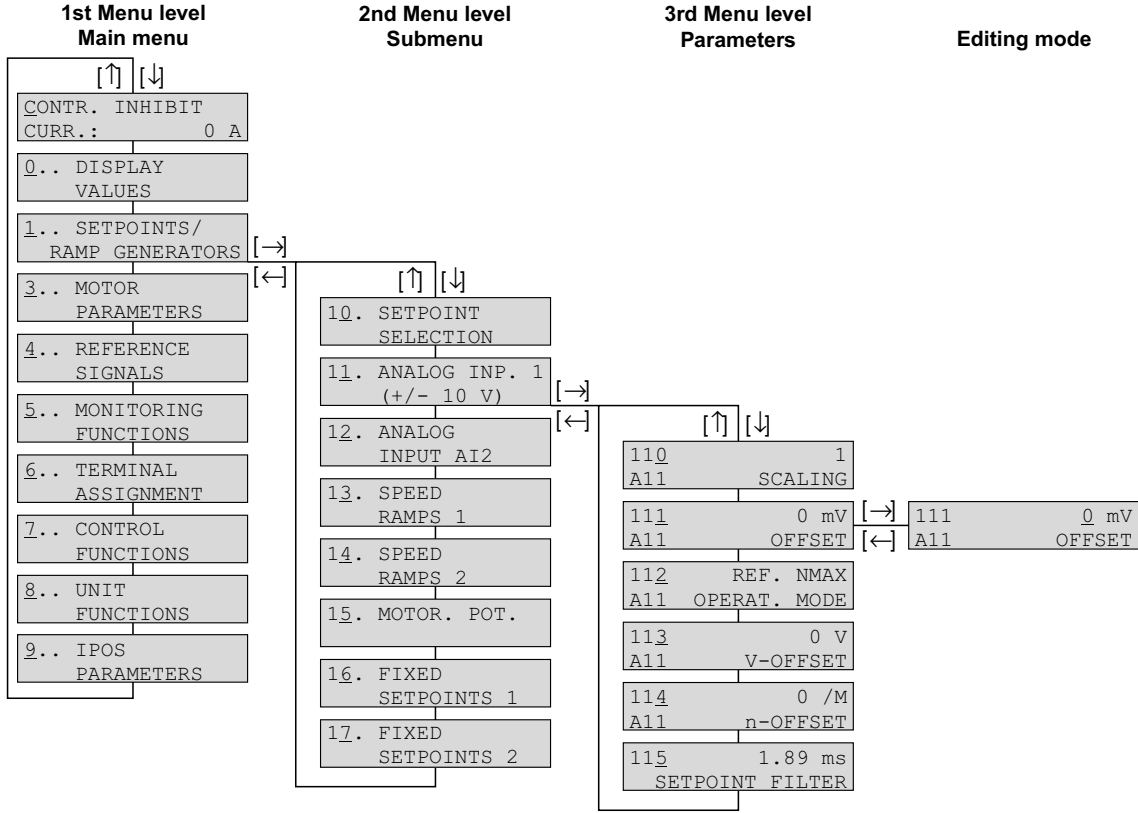 1st Menu level
Main menu
2nd Menu level
Submenu
3rd Menu level
Parameters
Editing mode
[↑] [↓]
CONTR. INHIBIT
CURR.: 0 A
0.. DISPLAY
VALUES
1.. SETPOINTS/
RAMP GENERATORS
[→]
[←]
3.. MOTOR
PARAMETERS
4.. REFERENCE
SIGNALS
5.. MONITORING
FUNCTIONS
6.. TERMINAL
ASSIGNMENT
7.. CONTROL
FUNCTIONS
8.. UNIT
FUNCTIONS
9.. IPOS
PARAMETERS
[↑] [↓]
10. SETPOINT
SELECTION
11. ANALOG INP. 1
(+/- 10 V)
[→]
[←]
12. ANALOG
INPUT AI2
13. SPEED
RAMPS 1
14. SPEED
RAMPS 2
15. MOTOR. POT.
16. FIXED
SETPOINTS 1
17. FIXED
SETPOINTS 2
[↑] [↓]
110 1
A11 SCALING
111 0 mV
A11 OFFSET
[→]
[←]
112 REF. NMAX
A11 OPERAT. MODE
113 0 V
A11 V-OFFSET
114 0 /M
A11 n-OFFSET
115 1.89 ms
SETPOINT FILTER
111 0 mV
A11 OFFSET